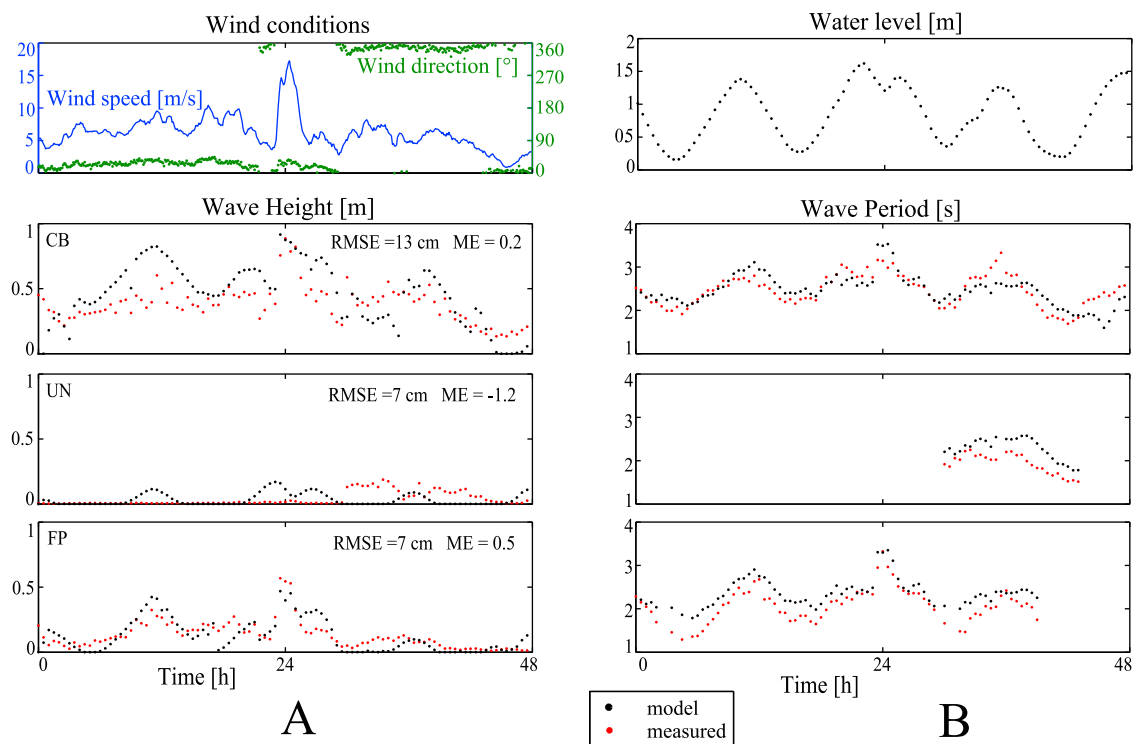 Wind conditions
20
15
10
5
0
360
270
180
90
0
Wind direction [°]
Wind speed [m/s]
Wave Height [m]
1
0.5
0
CB
RMSE =13 cm ME = 0.2
1
0.5
UN
RMSE =7 cm ME = -1.2
1
0.5
0
FP
RMSE =7 cm ME = 0.5
0
24
48
Time [h]
A
Water level [m]
2
1.5
1
0.5
0
Wave Period [s]
4
3
2
1
4
3
2
1
4
3
2
1
0
24
48
Time [h]
model
measured
B